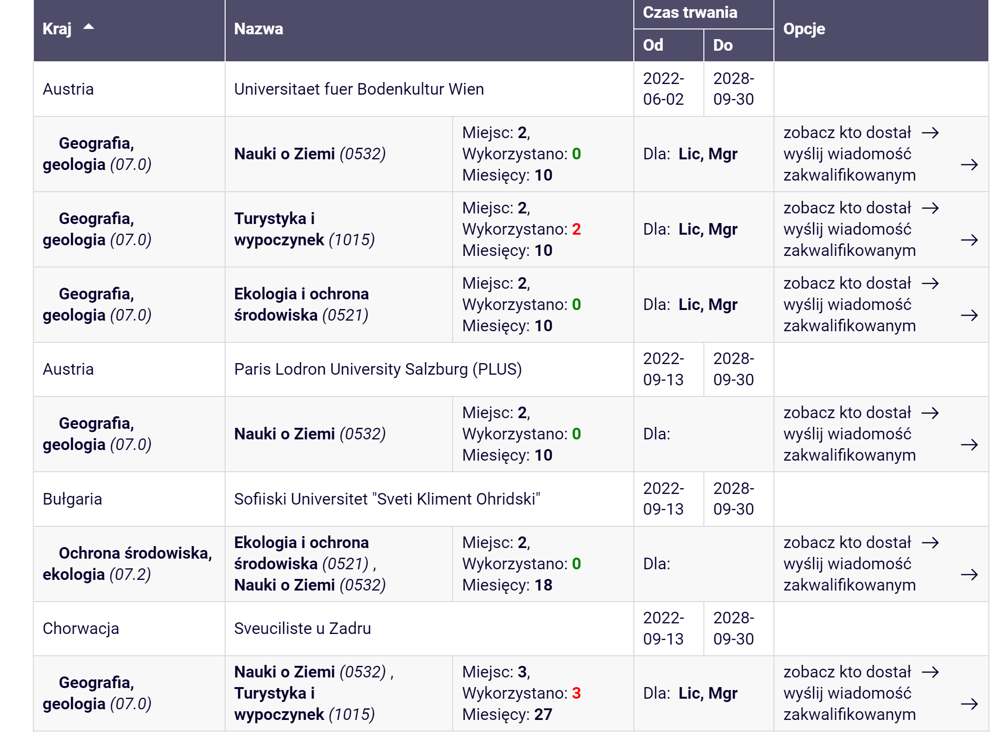 Kraj
Nazwa
Czas trwania
Od
Do
Opcje
Austria
Universitaet fuer Bodenkultur Wien
2022-
06-02
2028-
09-30
Geografia,
geologia (07.0)
Nauki o Ziemi (0532)
Miejsc: 2,
Wykorzystano: 0
Miesięcy: 10
Dla: Lic, Mgr
zobacz kto dostał →
wyślij wiadomość
zakwalifikowanym →
Geografia,
geologia (07.0)
Turystyka i
wypoczynek (1015)
Miejsc: 2,
Wykorzystano: 2
Miesięcy: 10
Dla: Lic, Mgr
zobacz kto dostał →
wyślij wiadomość
zakwalifikowanym →
Geografia,
geologia (07.0)
Ekologia i ochrona
środowiska (0521)
Miejsc: 2,
Wykorzystano: 0
Miesięcy: 10
Dla: Lic, Mgr
zobacz kto dostał →
wyślij wiadomość
zakwalifikowanym →
Austria
Paris Lodron University Salzburg (PLUS)
2022-
09-13
2028-
09-30
Geografia,
geologia (07.0)
Nauki o Ziemi (0532)
Miejsc: 2,
Wykorzystano: 0
Miesięcy: 10
Dla:
zobacz kto dostał →
wyślij wiadomość
zakwalifikowanym →
Bułgaria
Sofiiski Universitet "Sveti Kliment Ohridski"
2022-
09-13
2028-
09-30
Ochrona środowiska,
ekologia (07.2)
Ekologia i ochrona
środowiska (0521) ,
Nauki o Ziemi (0532)
Miejsc: 2,
Wykorzystano: 0
Miesięcy: 18
Dla:
zobacz kto dostał →
wyślij wiadomość
zakwalifikowanym →
Chorwacja
Sveuciliste u Zadru
2022-
09-13
2028-
09-30
Geografia,
geologia (07.0)
Nauki o Ziemi (0532) ,
Turystyka i
wypoczynek (1015)
Miejsc: 3,
Wykorzystano: 3
Miesięcy: 27
Dla: Lic, Mgr
zobacz kto dostał →
wyślij wiadomość
zakwalifikowanym →